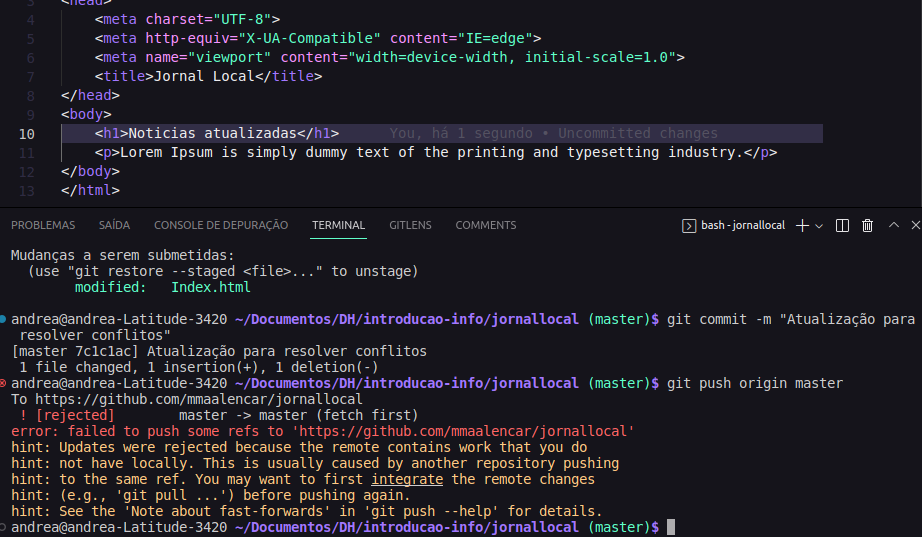 3 <head>
4 <meta charset="UTF-8">
5 <meta http-equiv="X-UA-Compatible" content="IE=edge">
6 <meta name="viewport" content="width=device-width, initial-scale=1.0">
7 <title>Jornal Local</title>
8 </head>
9 <body>
10 <h1>Noticias atualizadas</h1> You, há 1 segundo • Uncommitted changes
11 <p>Lorem Ipsum is simply dummy text of the printing and typesetting industry.</p>
12 </body>
13 </html>
PROBLEMAS SAÍDA CONSOLE DE DEPURAÇÃO TERMINAL GITLENS COMMENTS bash - jornallocal
Mudanças a serem submetidas:
(use "git restore --staged <file>..." to unstage)
modified: Index.html
andrea@andrea-Latitude-3420 ~/Documentos/DH/introducao-info/jornallocal (master)$ git commit -m "Atualização para
resolver conflitos"
[master 7c1c1ac] Atualização para resolver conflitos
1 file changed, 1 insertion(+), 1 deletion(-)
andrea@andrea-Latitude-3420 ~/Documentos/DH/introducao-info/jornallocal (master)$ git push origin master
To https://github.com/mmaalencar/jornallocal
! [rejected] master -> master (fetch first)
error: failed to push some refs to 'https://github.com/mmaalencar/jornallocal'
hint: Updates were rejected because the remote contains work that you do
hint: not have locally. This is usually caused by another repository pushing
hint: to the same ref. You may want to first integrate the remote changes
hint: (e.g., 'git pull ...') before pushing again.
hint: See the 'Note about fast-forwards' in 'git push --help' for details.
andrea@andrea-Latitude-3420 ~/Documentos/DH/introducao-info/jornallocal (master)$